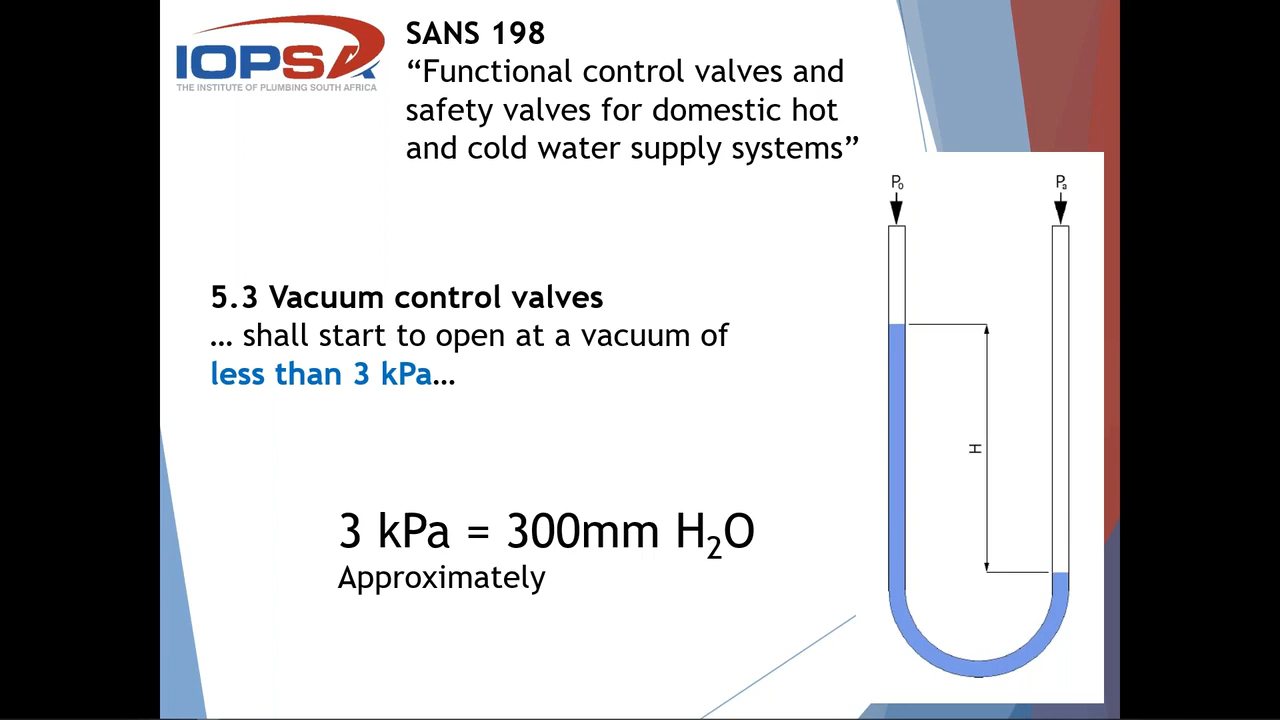 IOPSA
THE INSTITUTE OF PLUMBING SOUTH AFRICA
SANS 198
“Functional control valves and
safety valves for domestic hot
and cold water supply systems”
5.3 Vacuum control valves
… shall start to open at a vacuum of
less than 3 kPa…
3 kPa = 300mm H₂O
Approximately
P₀
Pₐ
H